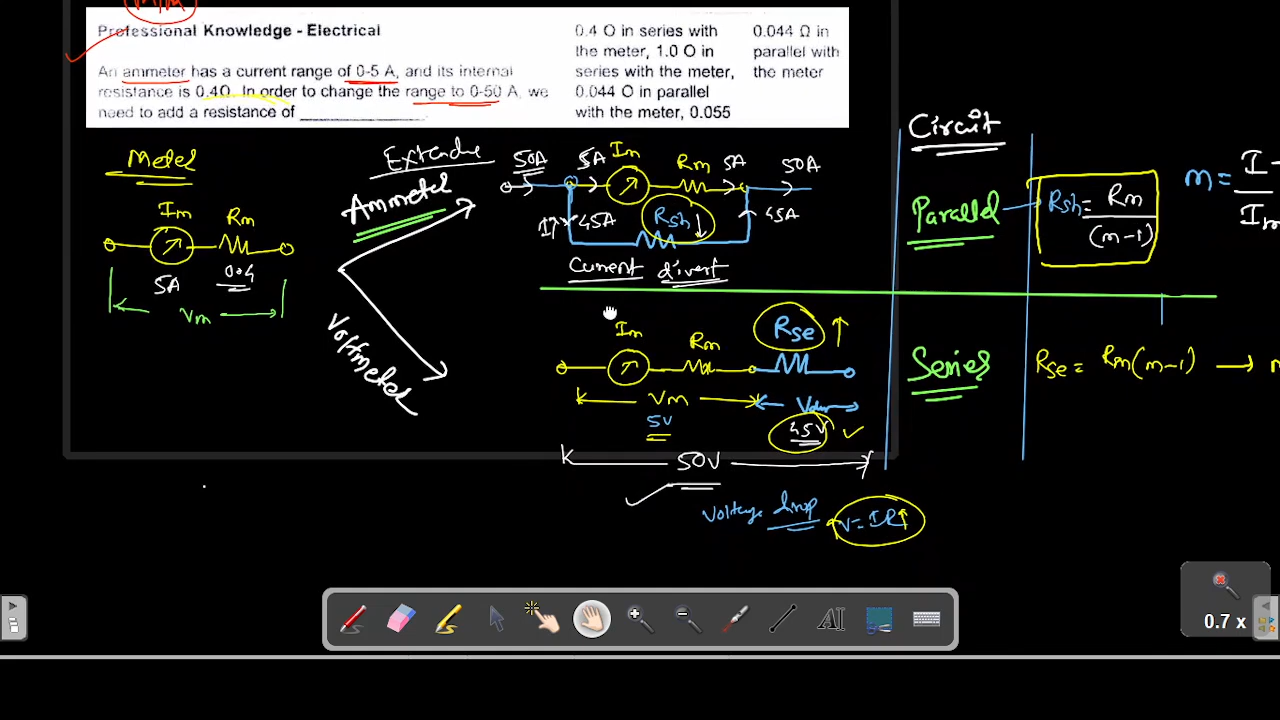 Professional Knowledge - Electrical
An ammeter has a current range of 0-5 A, and its internal
resistance is 0.4Ω. In order to change the range to 0-50 A, we
need to add a resistance of ____________
0.4 O in series with
the meter, 1.0 O in
series with the meter,
0.044 O in parallel
with the meter, 0.055
0.044 Ω in
parallel with
the meter
Meter
Im
Rm
5A
0.4
Vm
Extende
Ammeter
Voltmeter
50A
5A
Im
Rm
5A
50A
45A
Rsh↓
45A
Current divert
Im
Rm
Rse ↑
Vm
5V
45V
50V
Voltage drop
V=IR↑
Circuit
Parallel
Rsh = Rm
(m-1)
m= I
Im
Series
Rse = Rm(m-1) → m
0.7 x